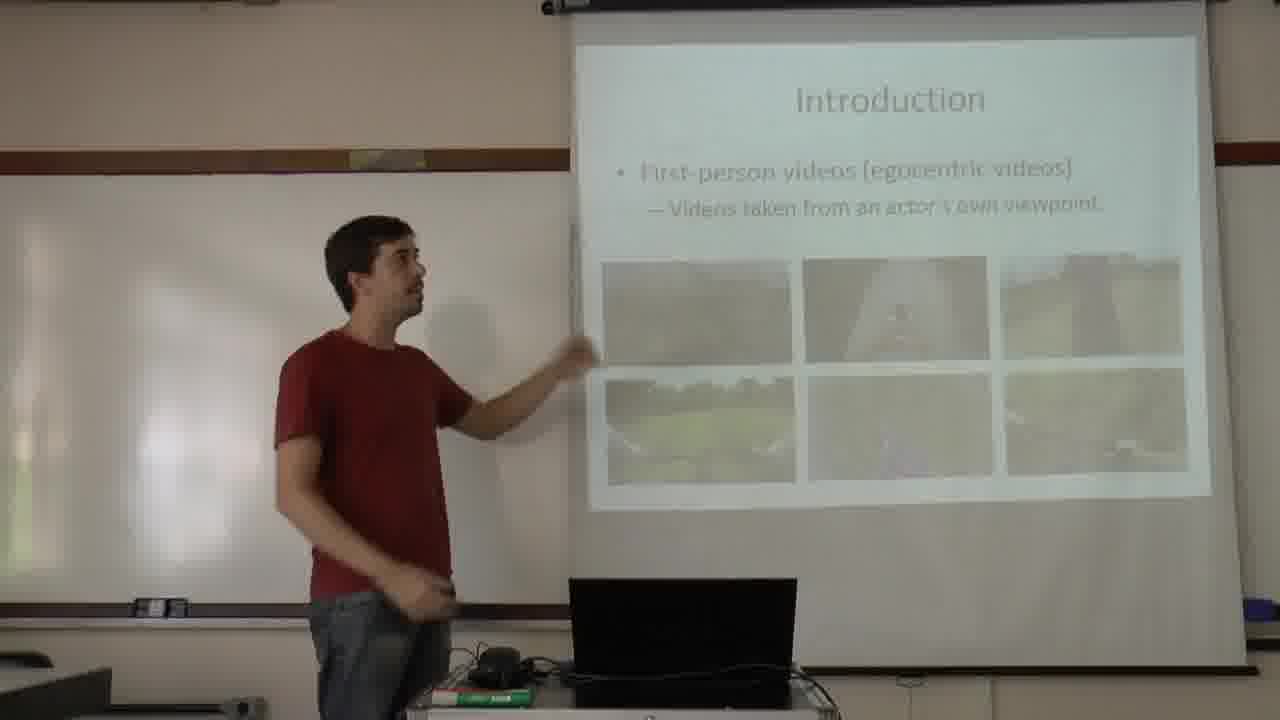 Introduction
• First-person videos (egocentric videos)
– Videos taken from an actor's own viewpoint.